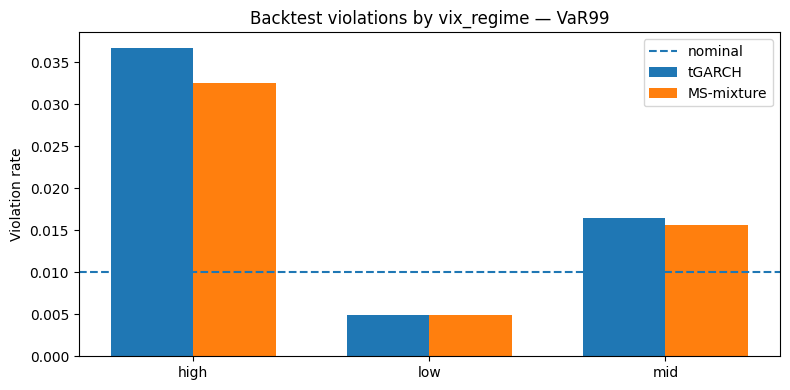 Backtest violations by vix_regime — VaR99
Violation rate
0.035
0.030
0.025
0.020
0.015
0.010
0.005
0.000
high
low
mid
nominal
tGARCH
MS-mixture